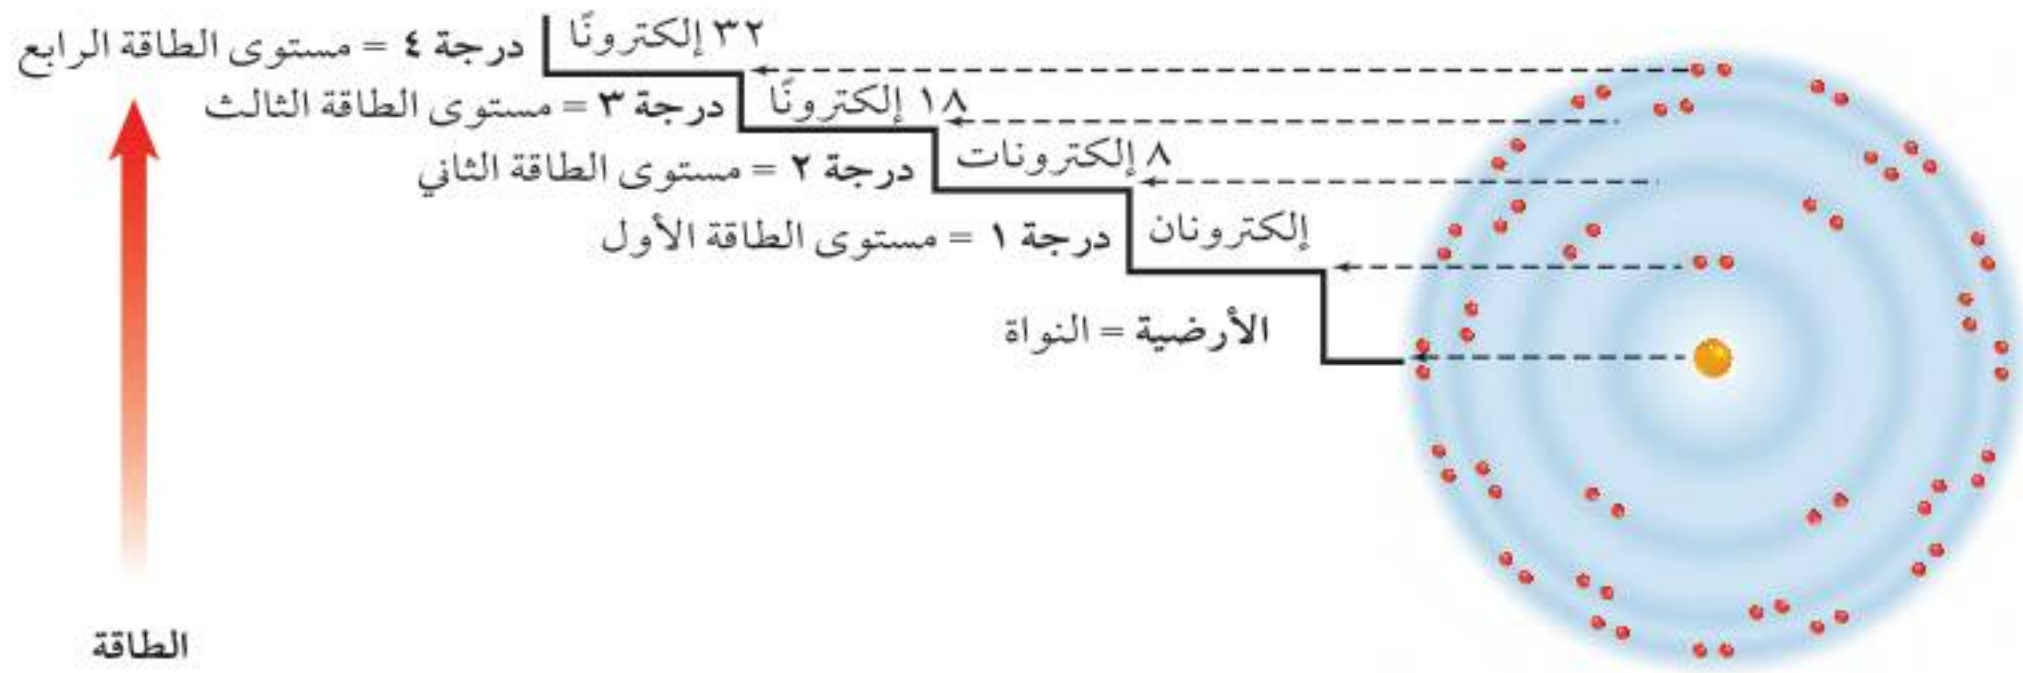 ٣٢ إلكترونًا
درجة ٤ = مستوى الطاقة الرابع
١٨ إلكترونًا
درجة ٣ = مستوى الطاقة الثالث
٨ إلكترونات
درجة ٢ = مستوى الطاقة الثاني
إلكترونان
درجة ١ = مستوى الطاقة الأول
الأرضية = النواة
الطاقة